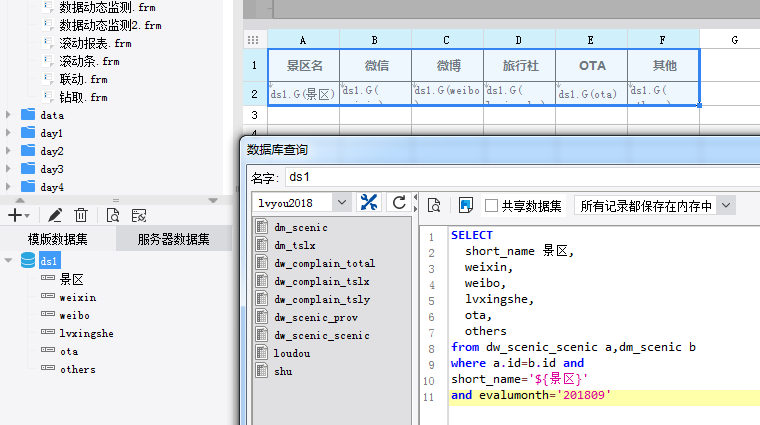 数据动态监测.frm
数据动态监测2.frm
滚动报表.frm
滚动条.frm
联动.frm
钻取.frm
data
day1
day2
day3
day4
模版数据集 服务器数据集
ds1
景区
weixin
weibo
lvxingshe
ota
others
A B C D E F G
1 景区名 微信 微博 旅行社 OTA 其他
2 ds1.G(景区) ds1.G( ds1.G(weibo ds1.G( ds1.G(ota) ds1.G(
)
3
数据库查询
名字: ds1
lvyou2018 共享数据集 所有记录都保存在内存中
dm_scenic
dm_tslx
dw_complain_total
dw_complain_tslx
dw_complain_tsly
dw_scenic_prov
dw_scenic_scenic
loudou
shu
1 SELECT
2 short_name 景区,
3 weixin,
4 weibo,
5 lvxingshe,
6 ota,
7 others
8 from dw_scenic_scenic a,dm_scenic b
9 where a.id=b.id and
10 short_name='${景区}'
11 and evalumonth='201809'